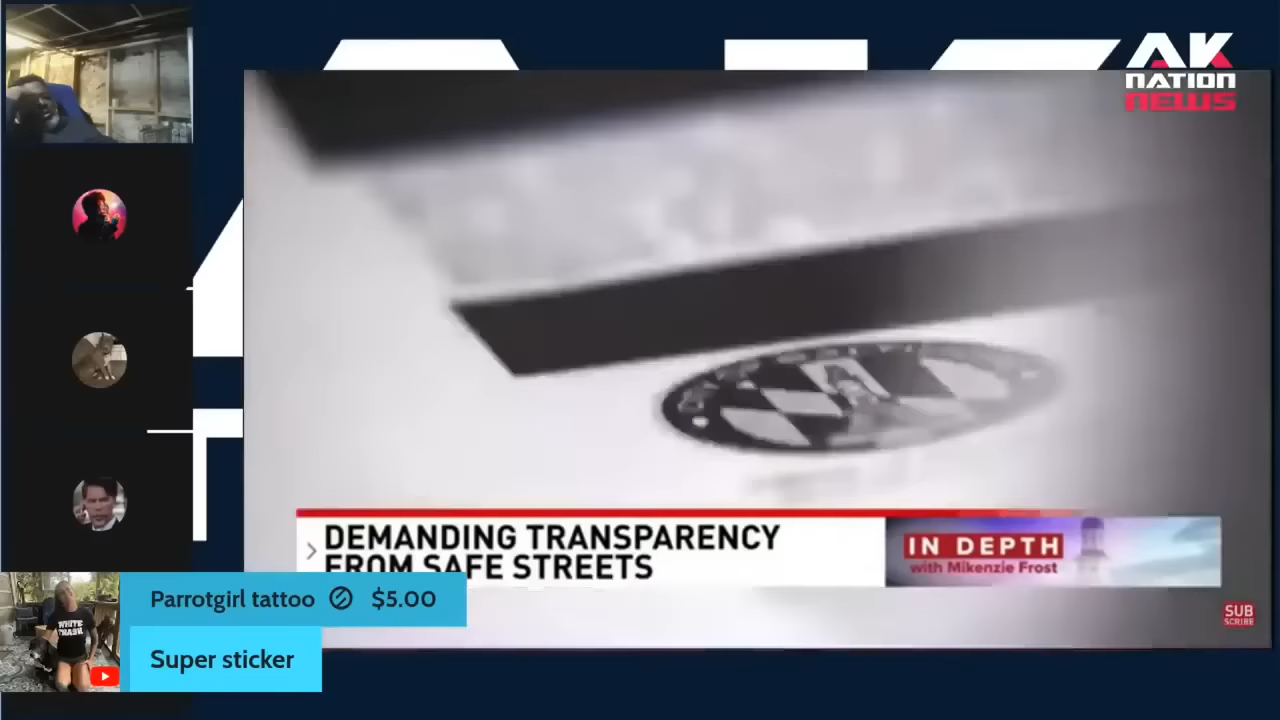 AK
NATION
NEWS
DEMANDING TRANSPARENCY
FROM SAFE STREETS
IN DEPTH
with Mikenzie Frost
SUB
SCRIBE
WHITE
TRASH
Parrotgirl tattoo $5.00
Super sticker